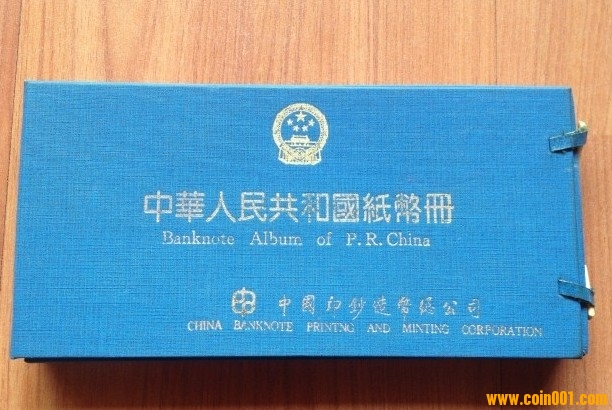 中華人民共和國紙幣冊
Banknote Album of P.R.China
中國印鈔造幣總公司
CHINA BANKNOTE PRINTNG AND MINTING CORPORATION
www.coin001.com